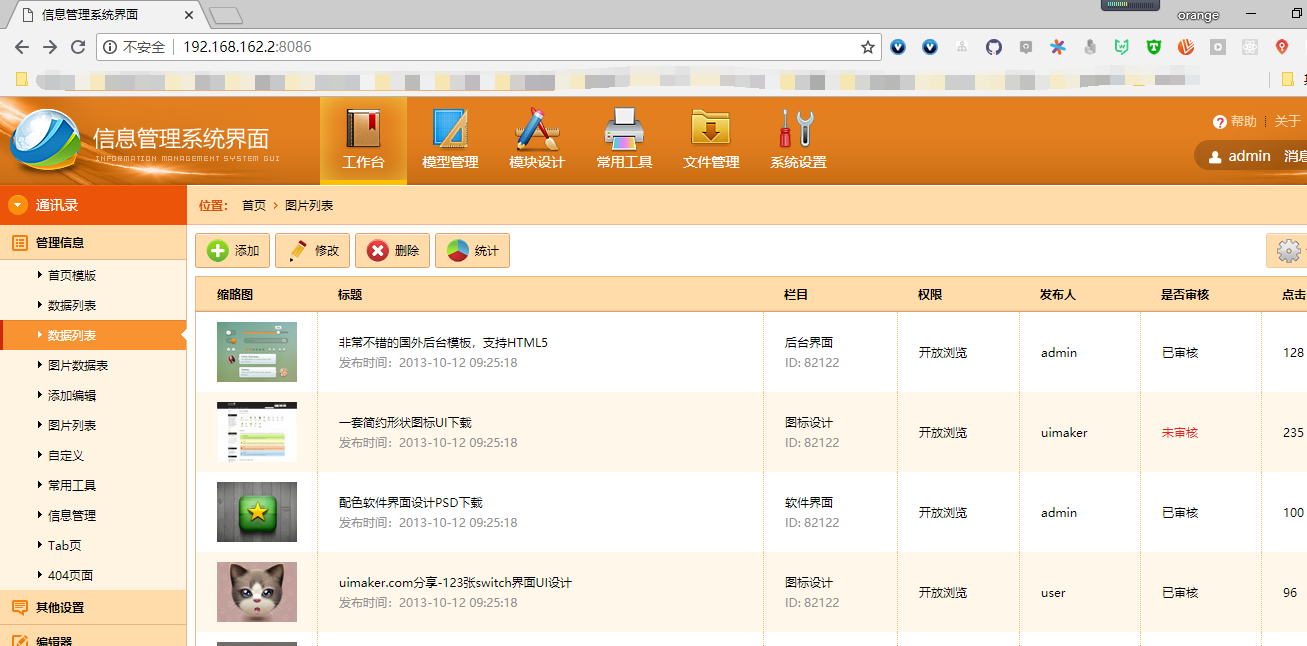 信息管理系统界面
orange
不安全 192.168.162.2:8086
信息管理系统界面
INFORMATION MANAGEMENT SYSTEM GUI
工作台 模型管理 模块设计 常用工具 文件管理 系统设置
帮助 关于
admin 消息
通讯录
位置： 首页 > 图片列表
管理信息
添加 修改 删除 统计
首页模版
数据列表
数据列表
图片数据表
添加编辑
图片列表
自定义
常用工具
信息管理
Tab页
404页面
其他设置
编辑器
缩略图 标题 栏目 权限 发布人 是否审核 点击
非常不错的国外后台模板，支持HTML5 后台界面
发布时间：2013-10-12 09:25:18 ID: 82122
开放浏览 admin 已审核 128
一套简约形状图标UI下载 图标设计
发布时间：2013-10-12 09:25:18 ID: 82122
开放浏览 uimaker 未审核 235
配色软件界面设计PSD下载 软件界面
发布时间：2013-10-12 09:25:18 ID: 82122
开放浏览 admin 已审核 100
uimaker.com分享-123张switch界面UI设计 图标设计
发布时间：2013-10-12 09:25:18 ID: 82122
开放浏览 user 已审核 96